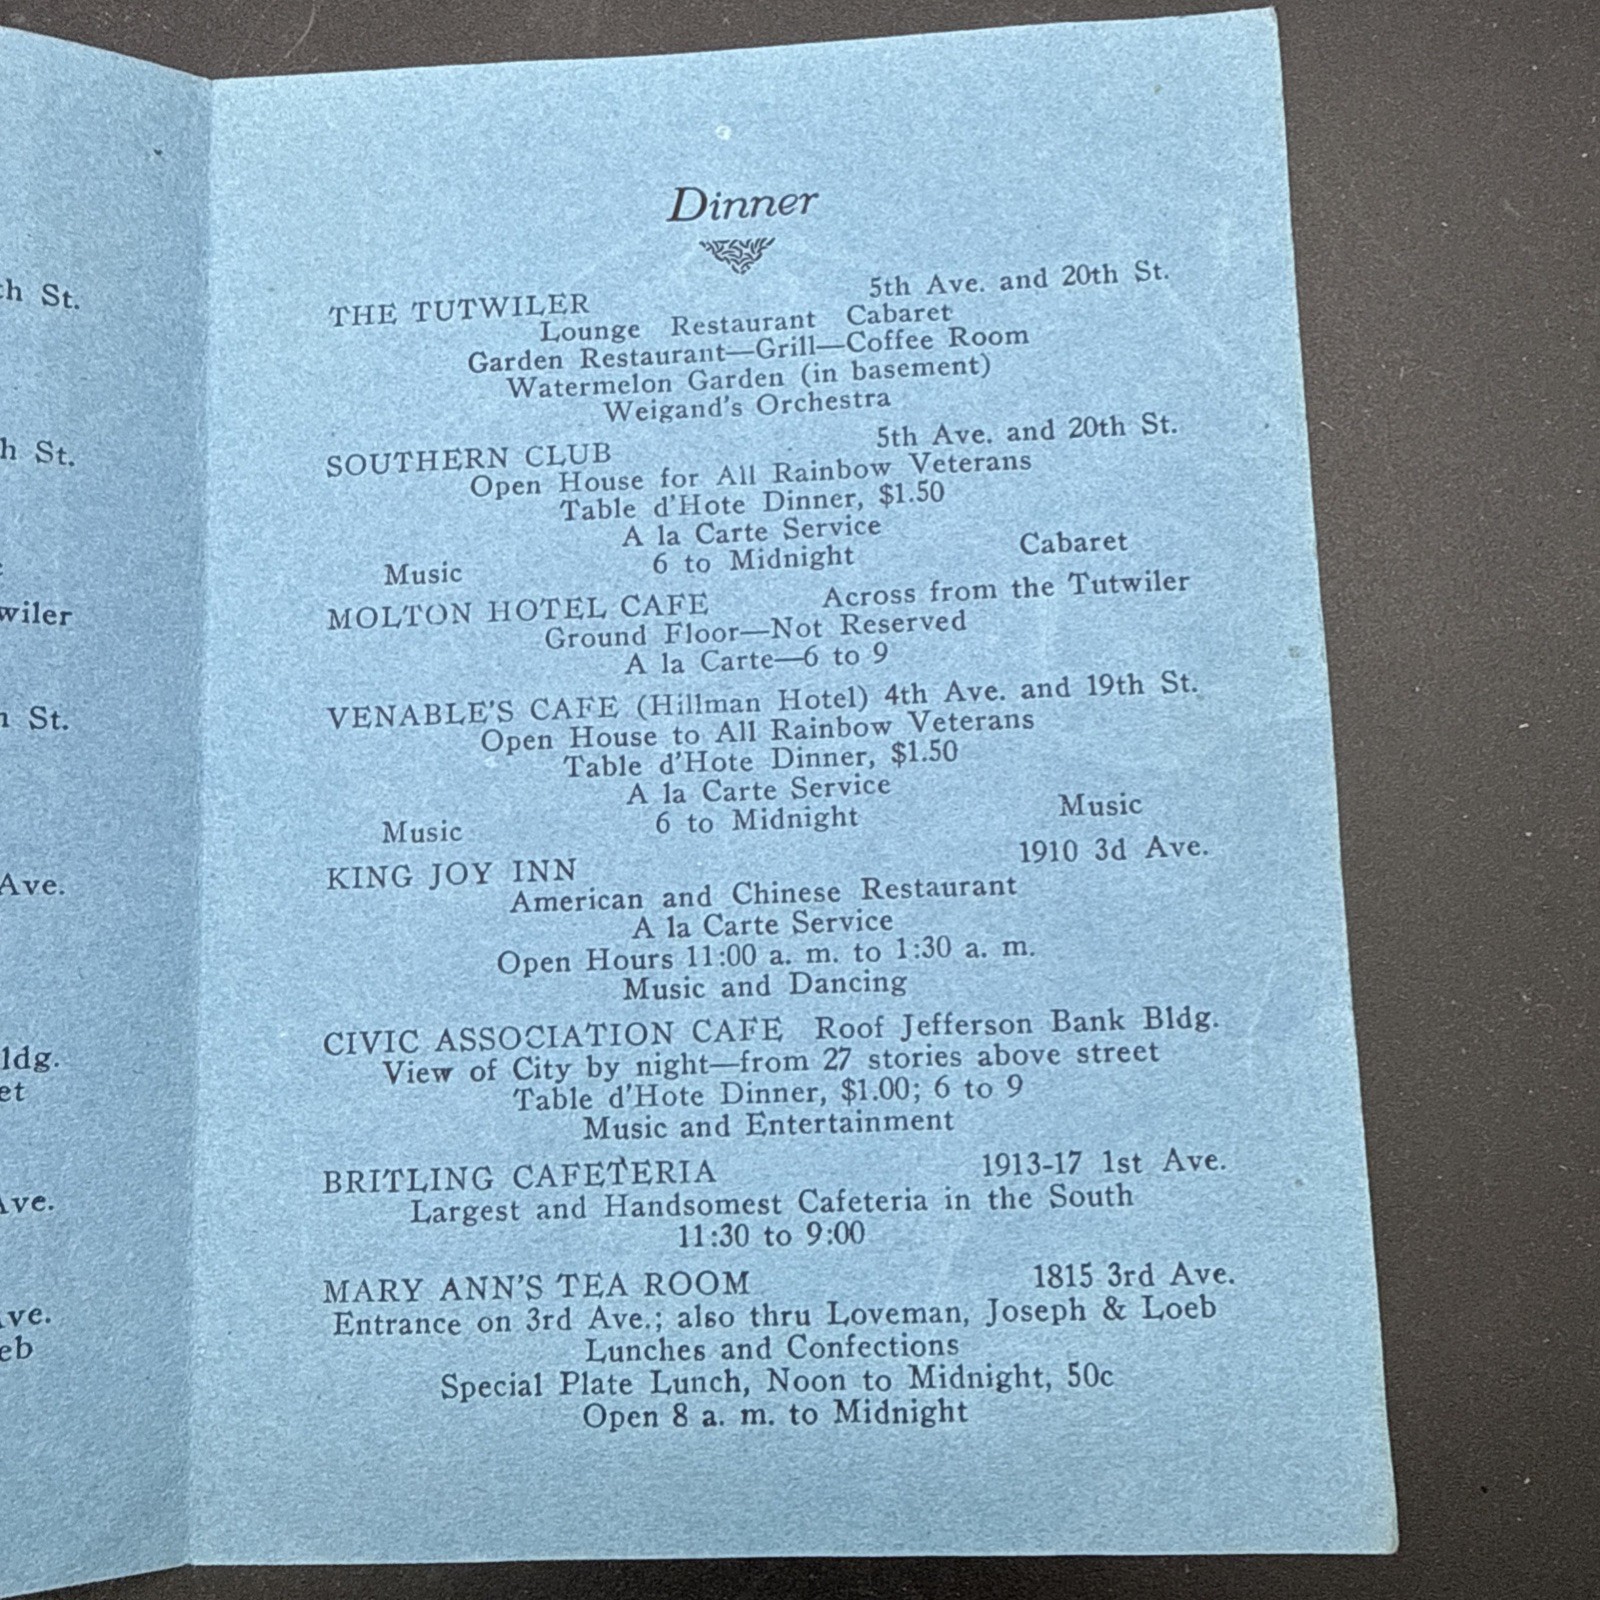 Dinner
THE TUTWILER 5th Ave. and 20th St.
Lounge Restaurant Cabaret
Garden Restaurant—Grill—Coffee Room
Watermelon Garden (in basement)
Weigand's Orchestra
SOUTHERN CLUB 5th Ave. and 20th St.
Open House for All Rainbow Veterans
Table d'Hote Dinner, $1.50
A la Carte Service
Music 6 to Midnight Cabaret
MOLTON HOTEL CAFE Across from the Tutwiler
Ground Floor—Not Reserved
A la Carte—6 to 9
VENABLE'S CAFE (Hillman Hotel) 4th Ave. and 19th St.
Open House to All Rainbow Veterans
Table d'Hote Dinner, $1.50
A la Carte Service
Music 6 to Midnight Music
KING JOY INN 1910 3d Ave.
American and Chinese Restaurant
A la Carte Service
Open Hours 11:00 a. m. to 1:30 a. m.
Music and Dancing
CIVIC ASSOCIATION CAFE Roof Jefferson Bank Bldg.
View of City by night—from 27 stories above street
Table d'Hote Dinner, $1.00; 6 to 9
Music and Entertainment
BRITLING CAFETERIA 1913-17 1st Ave.
Largest and Handsomest Cafeteria in the South
11:30 to 9:00
MARY ANN'S TEA ROOM 1815 3rd Ave.
Entrance on 3rd Ave.; also thru Loveman, Joseph & Loeb
Lunches and Confections
Special Plate Lunch, Noon to Midnight, 50c
Open 8 a. m. to Midnight